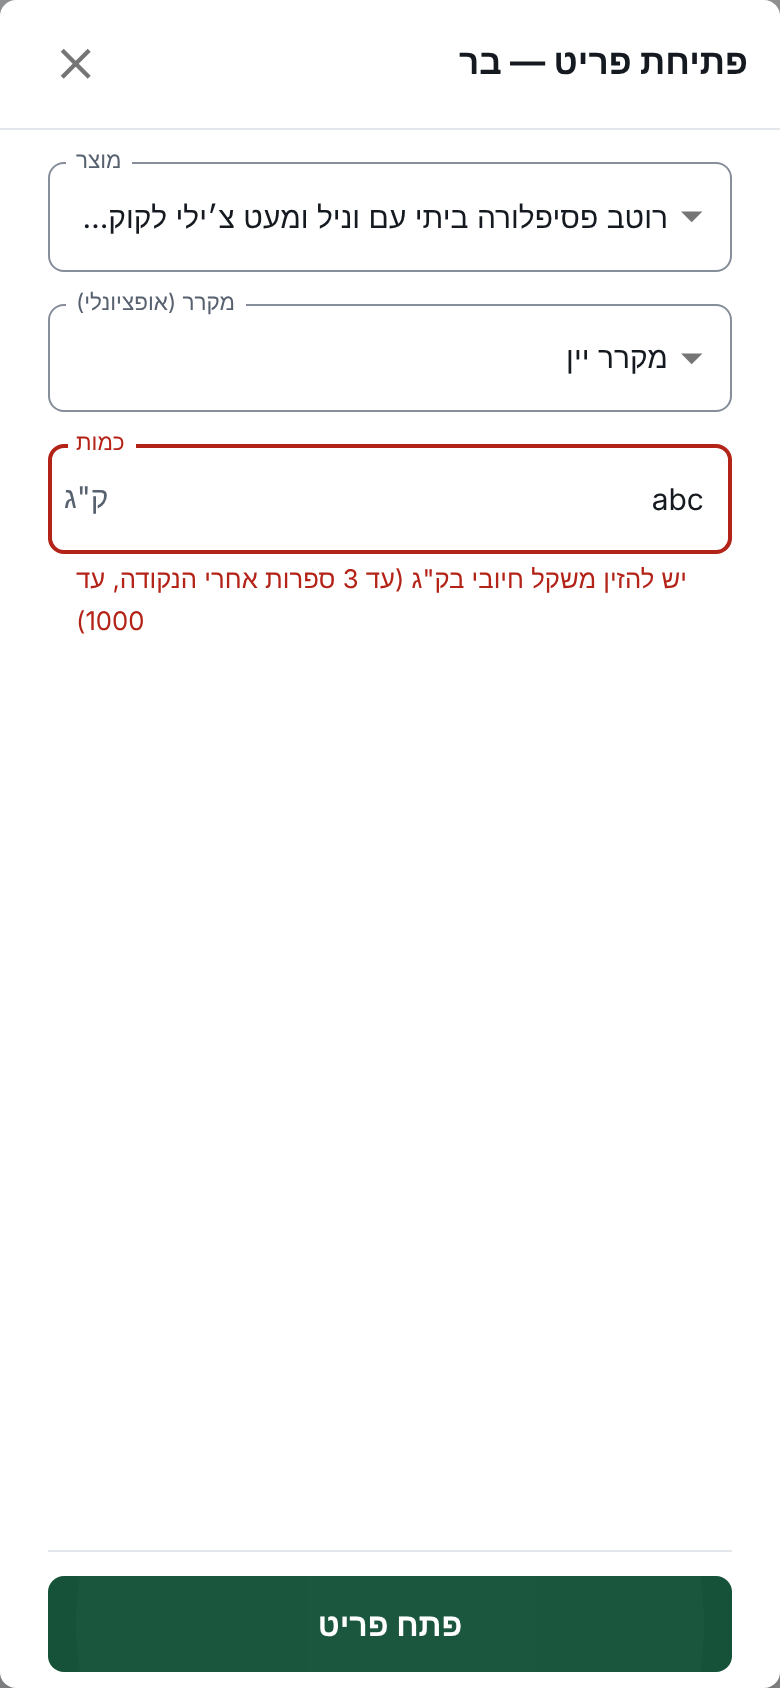 פתיחת פריט — בר
מוצר
רוטב פסיפלורה ביתי עם וניל ומעט צ׳ילי לקוק...
מקרר (אופציונלי)
מקרר יין
כמות
abc ק"ג
יש להזין משקל חיובי בק"ג (עד 3 ספרות אחרי הנקודה, עד
1000)
פתח פריט